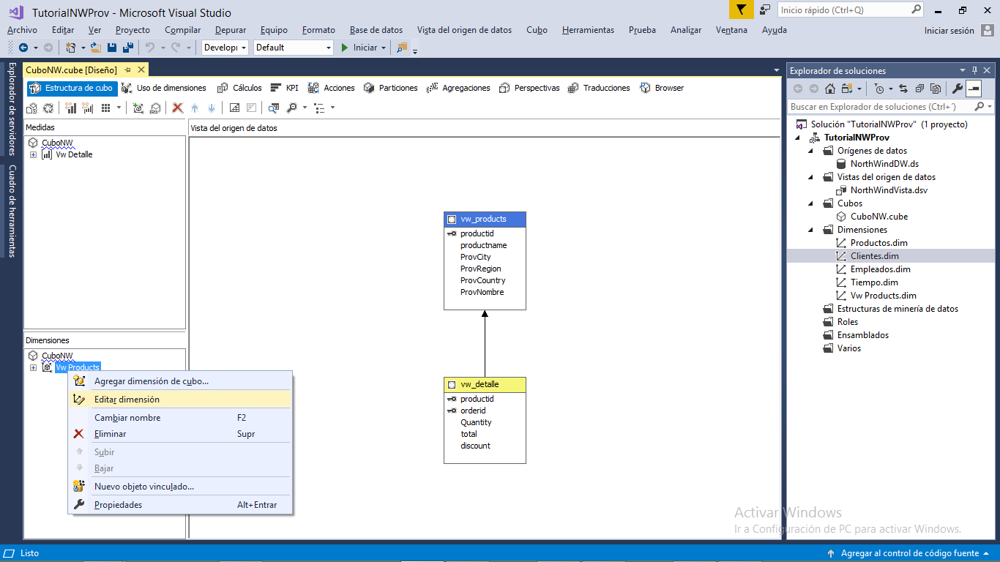 TutorialNWProv - Microsoft Visual Studio
Inicio rápido (Ctrl+Q)
Archivo Editar Ver Proyecto Compilar Depurar Equipo Formato Base de datos Vista del origen de datos Cubo Herramientas Prueba Analizar Ventana Ayuda
Iniciar sesión
Developi Default Iniciar
Explorador de servidores
Cuadro de herramientas
CuboNW.cube [Diseño]
Estructura de cubo Uso de dimensiones Cálculos KPI Acciones Particiones Agregaciones Perspectivas Traducciones Browser
Medidas
CuboNW
Vw Detalle
Dimensiones
CuboNW
Vw Products
Agregar dimensión de cubo...
Editar dimensión
Cambiar nombre F2
Eliminar Supr
Subir
Bajar
Nuevo objeto vinculado...
Propiedades Alt+Entrar
Vista del origen de datos
vw_products
productid
productname
ProvCity
ProvRegion
ProvCountry
ProvNombre
vw_detalle
productid
orderid
Quantity
total
discount
Explorador de soluciones
Buscar en Explorador de soluciones (Ctrl+´)
Solución "TutorialNWProv" (1 proyecto)
TutorialNWProv
Orígenes de datos
NorthWindDW.ds
Vistas del origen de datos
NorthWindVista.dsv
Cubos
CuboNW.cube
Dimensiones
Productos.dim
Clientes.dim
Empleados.dim
Tiempo.dim
Vw Products.dim
Estructuras de minería de datos
Roles
Ensamblados
Varios
Activar Windows
Ir a Configuración de PC para activar Windows.
Listo
Agregar al control de código fuente